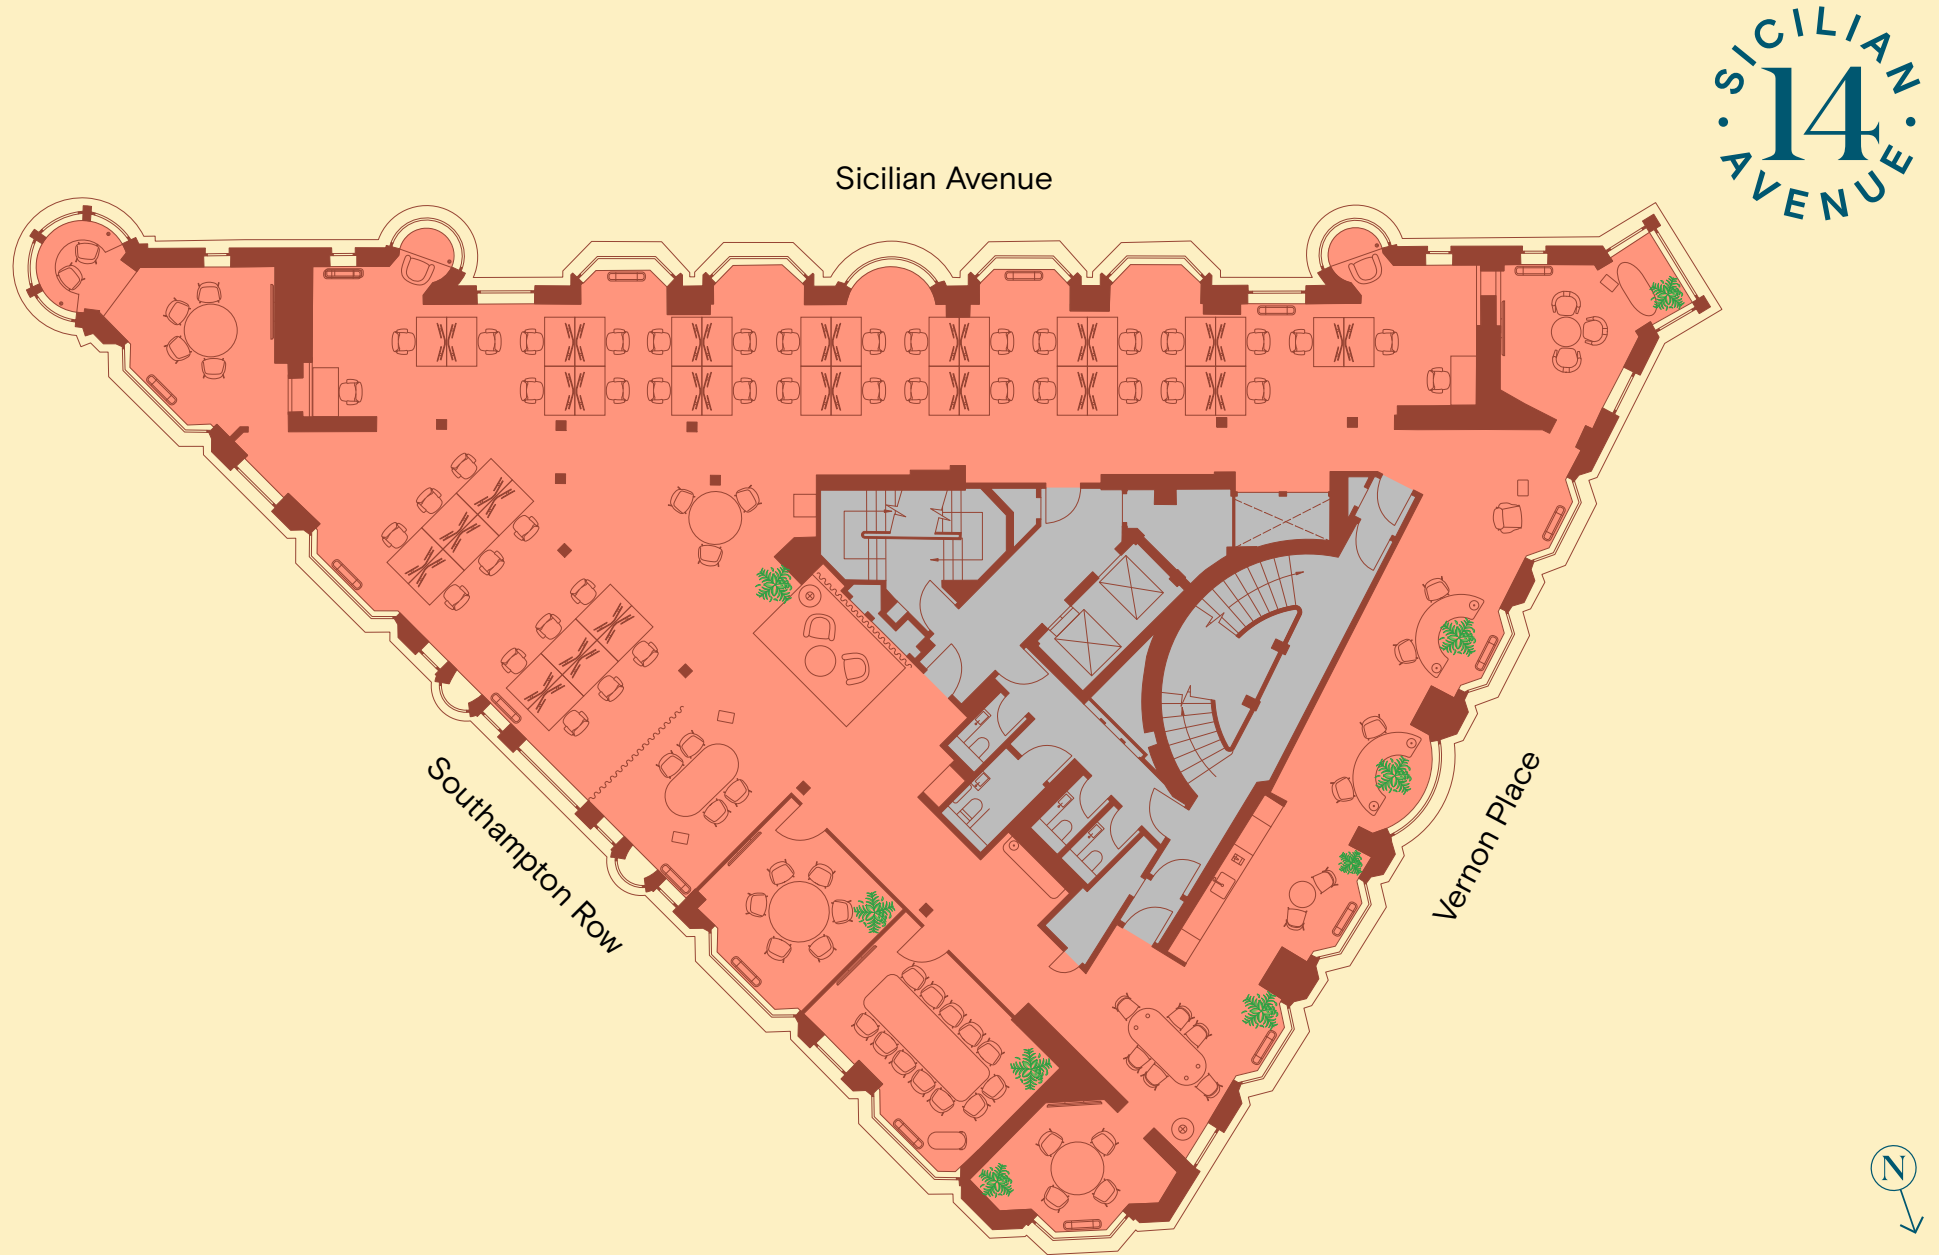 SICILIAN
14
AVENUE
Sicilian Avenue
Southampton Row
Vernon Place
N